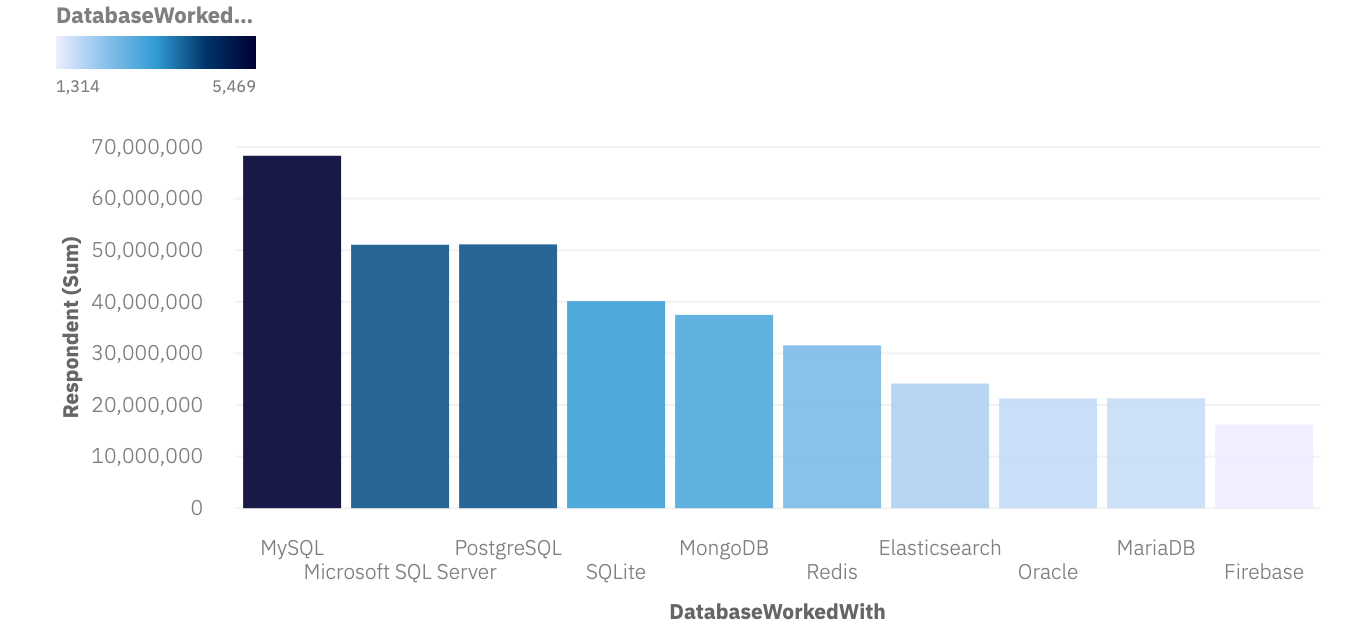 DatabaseWorked...
1,314 5,469
70,000,000
60,000,000
50,000,000
40,000,000
30,000,000
20,000,000
10,000,000
0
Respondent (Sum)
MySQL PostgreSQL MongoDB Elasticsearch MariaDB
Microsoft SQL Server SQLite Redis Oracle Firebase
DatabaseWorkedWith